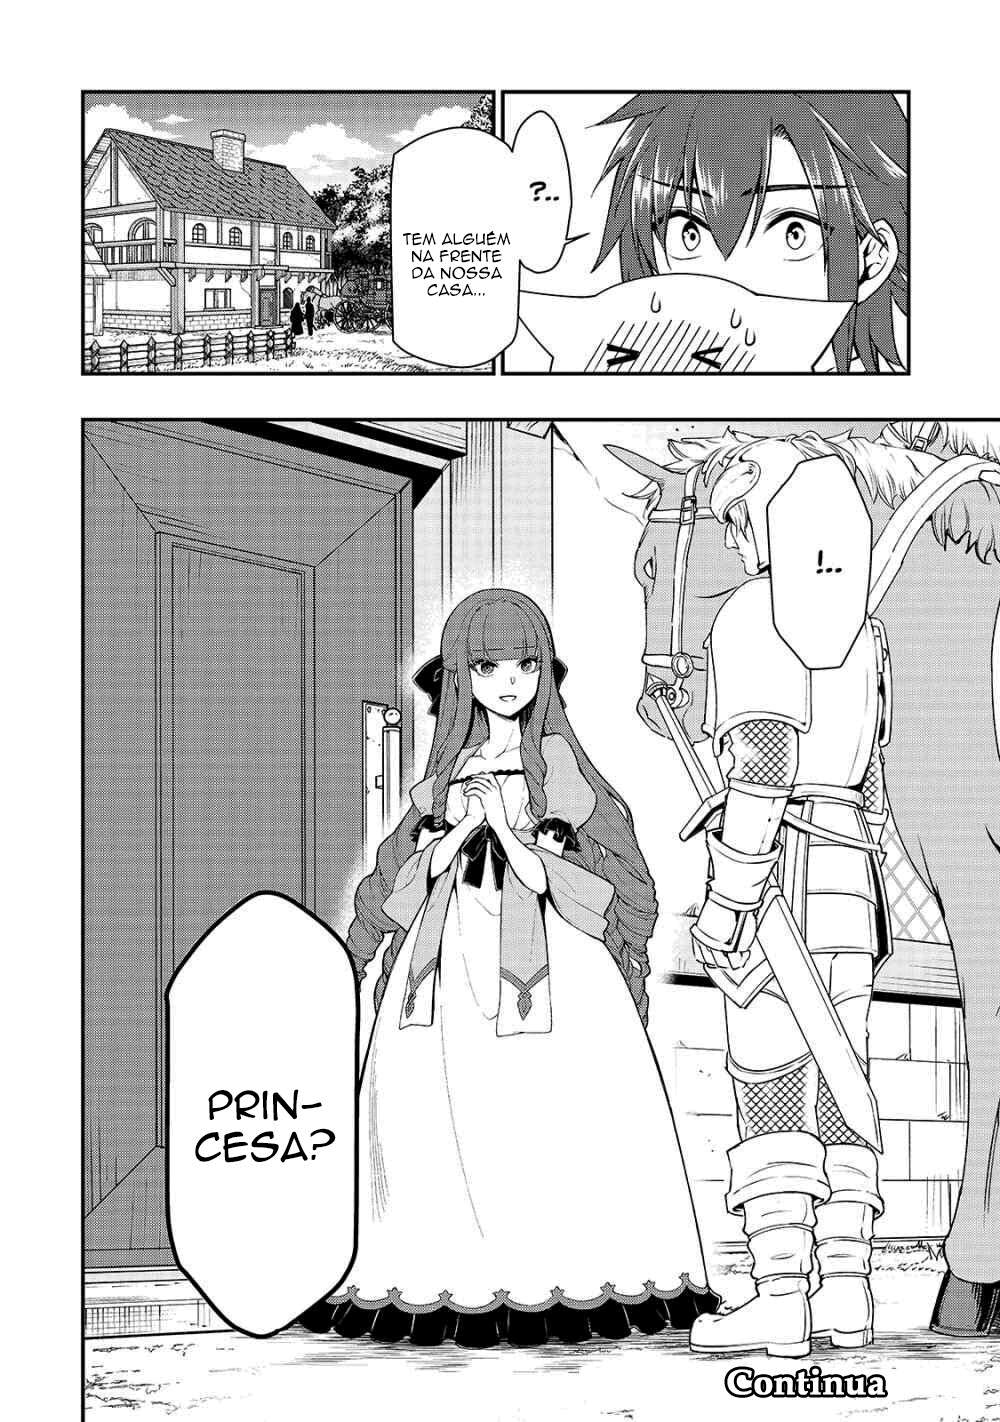 ?..
TEM ALGUÉM
NA FRENTE
DA NOSSA
CASA...
!...
PRIN-
CESA?
Continua